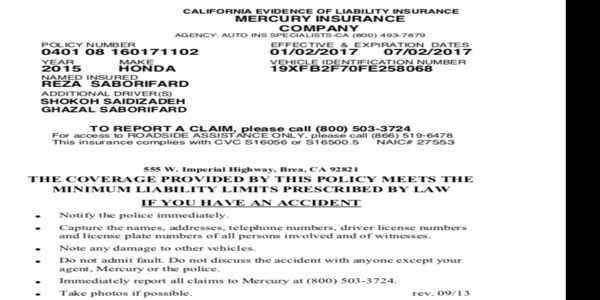 CALIFORNIA EVIDENCE OF LIABILITY INSURANCE
MERCURY INSURANCE
COMPANY
AGENCY: AUTO INS SPECIALISTS-CA (800) 493-7879
POLICY NUMBER EFFECTIVE & EXPIRATION DATES
0401 08 160171102 01/02/2017 07/02/2017
YEAR MAKE VEHICLE IDENTIFICATION NUMBER
2015 HONDA 19XFB2F70FE258068
NAMED INSURED
REZA SABORIFARD
ADDITIONAL DRIVER(S)
SHOKOH SAIDIZADEH
GHAZAL SABORIFARD
TO REPORT A CLAIM, please call (800) 503-3724
For access to ROADSIDE ASSISTANCE ONLY, please call (866) 519-6478
This insurance complies with CVC S16056 or S16500.5 NAIC# 27553
555 W. Imperial Highway, Brea, CA 92821
THE COVERAGE PROVIDED BY THIS POLICY MEETS THE
MINIMUM LIABILITY LIMITS PRESCRIBED BY LAW
IF YOU HAVE AN ACCIDENT
• Notify the police immediately.
• Capture the names, addresses, telephone numbers, driver license numbers
and license plate numbers of all persons involved and of witnesses.
• Note any damage to other vehicles.
• Do not admit fault. Do not discuss the accident with anyone except your
agent, Mercury or the police.
• Immediately report all claims to Mercury at (800) 503-3724.
• Take photos if possible. rev. 09/13